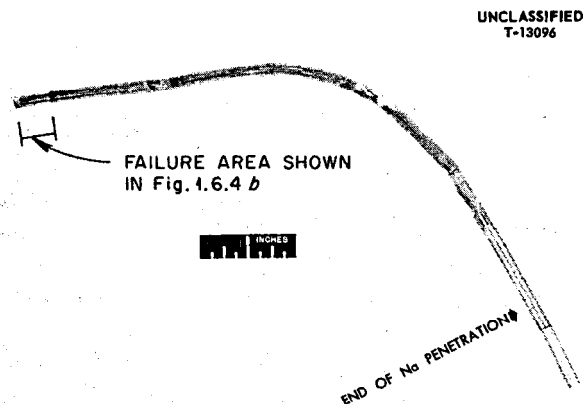 UNCLASSIFIED
T-13096
FAILURE AREA SHOWN
IN Fig. 1.6.4 b
INCHES
END OF Na PENETRATION